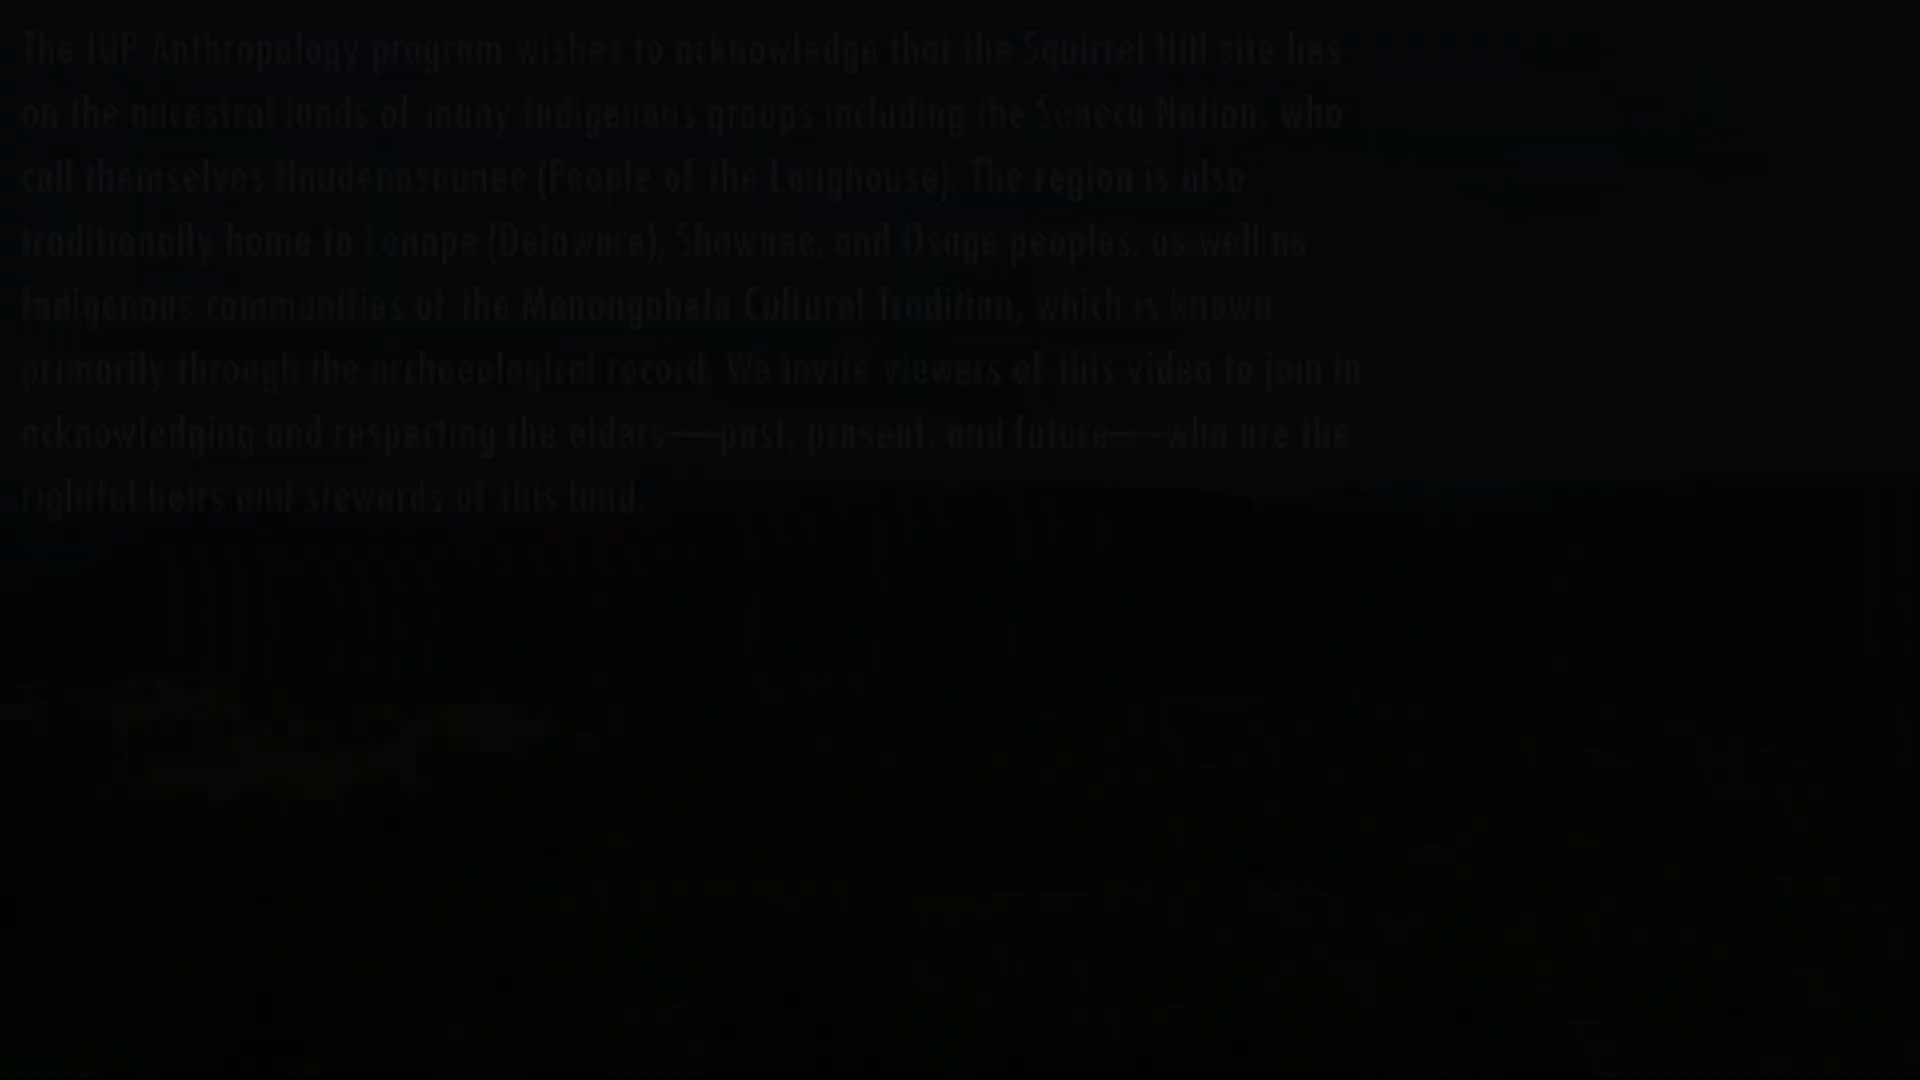 The IUP Anthropology program wishes to acknowledge that the Squirrel Hill site lies
on the ancestral lands of many Indigenous groups including the Seneca Nation, who
call themselves Haudenosaunee (People of the Longhouse). The region is also
traditionally home to Lenape (Delaware), Shawnee, and Osage peoples, as well as
Indigenous communities of the Monongahela Cultural Tradition, which is known
primarily through the archaeological record. We invite viewers of this video to join in
acknowledging and respecting the elders—past, present, and future—who are the
rightful heirs and stewards of this land.